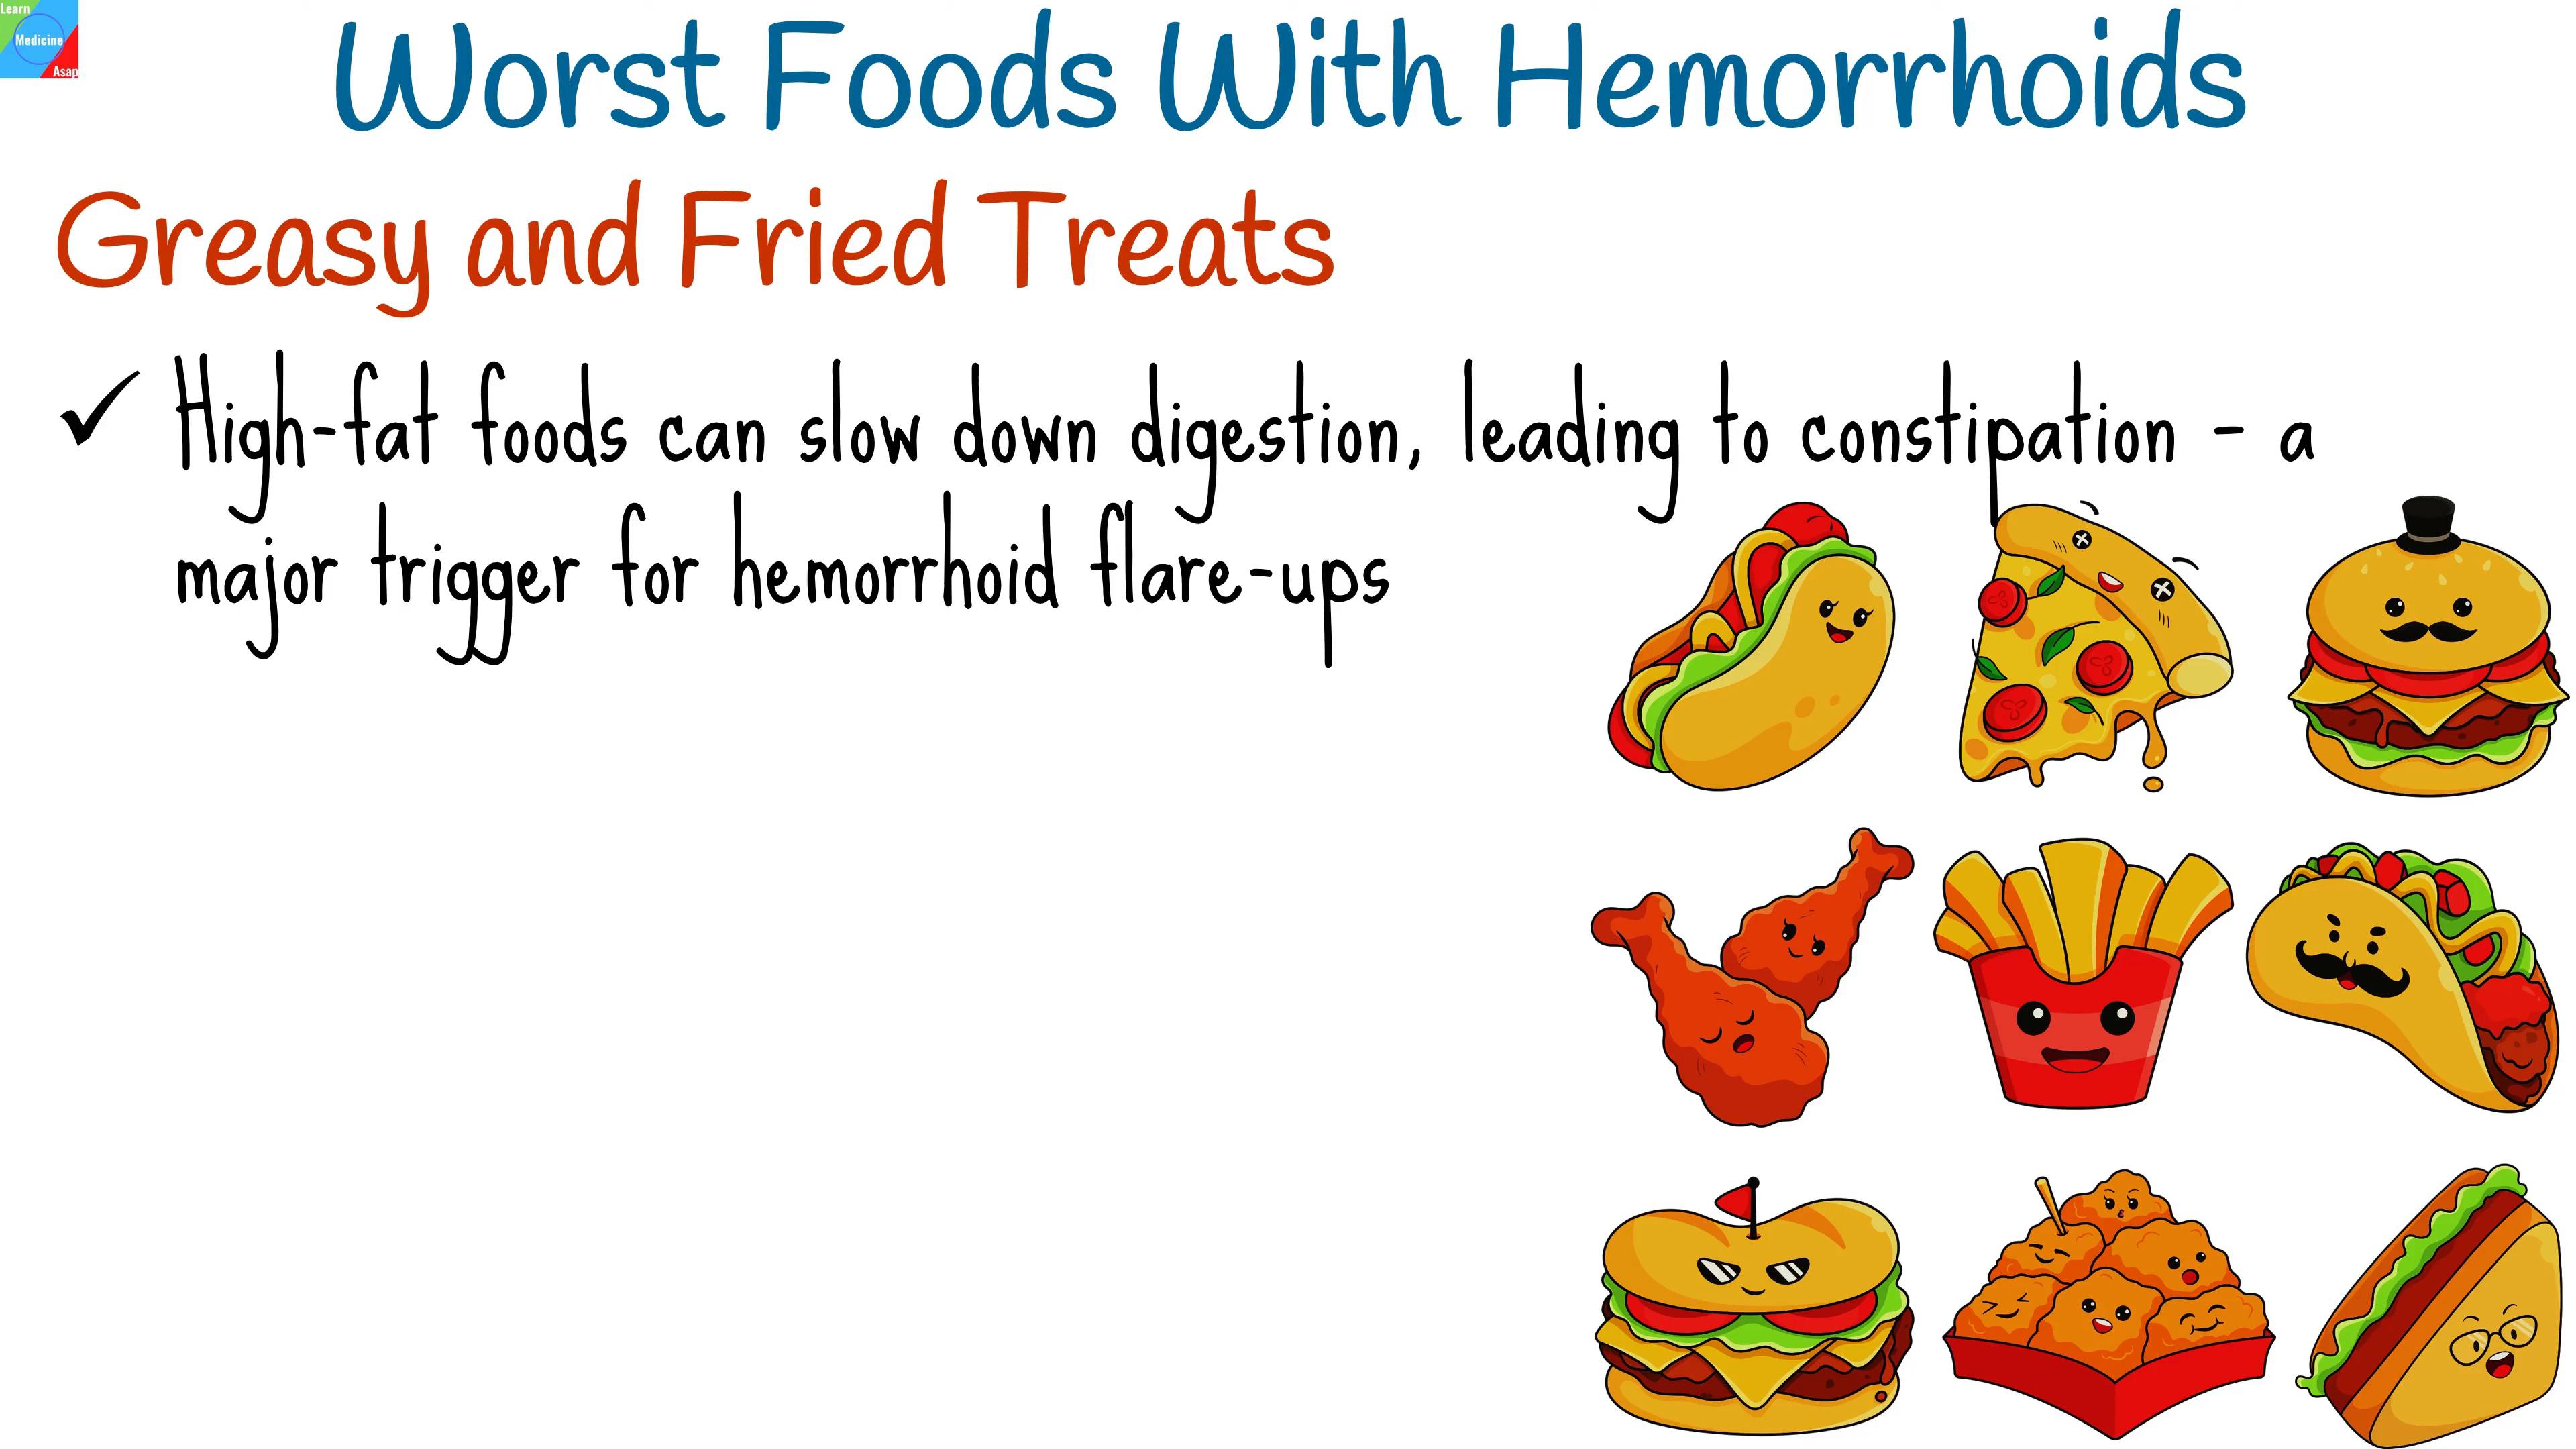 Learn
Medicine
Asap
Worst Foods With Hemorrhoids
Greasy and Fried Treats
✓ High-fat foods can slow down digestion, leading to constipation - a
major trigger for hemorrhoid flare-ups